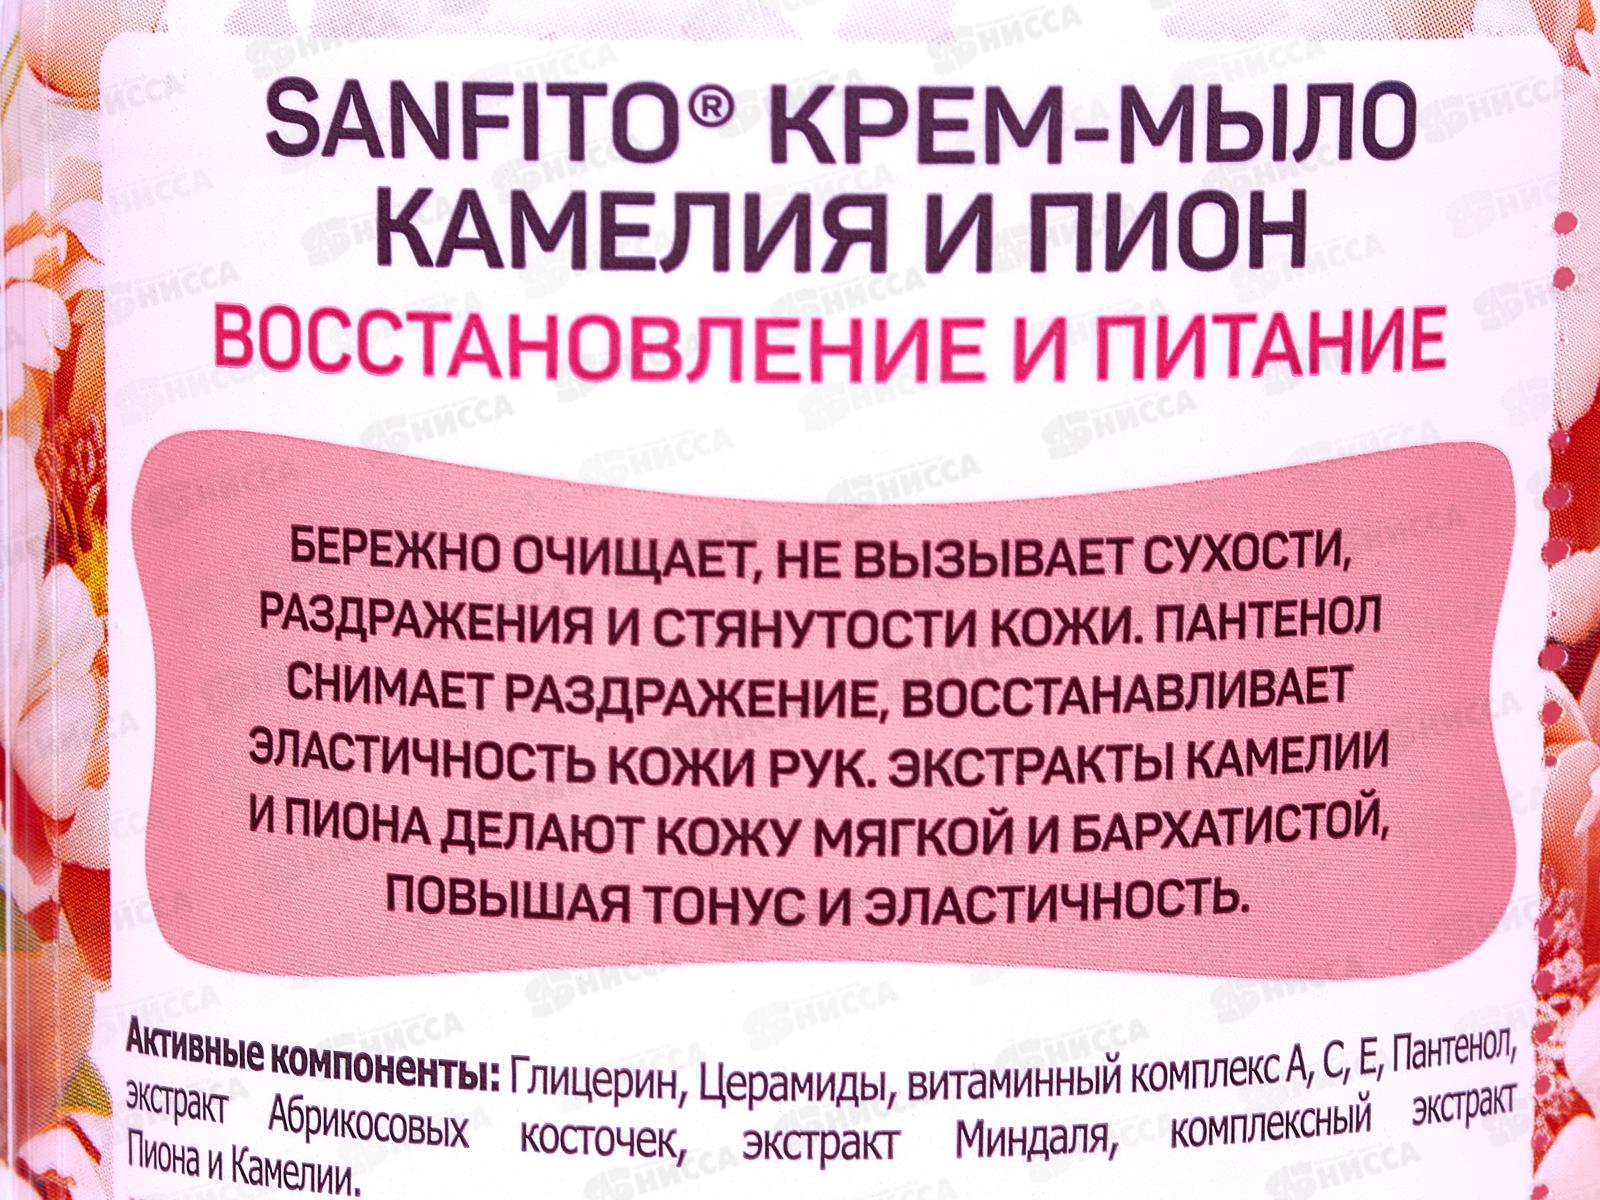 SANFITO® КРЕМ-МЫЛО
КАМЕЛИЯ И ПИОН
ВОССТАНОВЛЕНИЕ И ПИТАНИЕ
БЕРЕЖНО ОЧИЩАЕТ, НЕ ВЫЗЫВАЕТ СУХОСТИ,
РАЗДРАЖЕНИЯ И СТЯНУТОСТИ КОЖИ. ПАНТЕНОЛ
СНИМАЕТ РАЗДРАЖЕНИЕ, ВОССТАНАВЛИВАЕТ
ЭЛАСТИЧНОСТЬ КОЖИ РУК. ЭКСТРАКТЫ КАМЕЛИИ
И ПИОНА ДЕЛАЮТ КОЖУ МЯГКОЙ И БАРХАТИСТОЙ,
ПОВЫШАЯ ТОНУС И ЭЛАСТИЧНОСТЬ.
Активные компоненты: Глицерин, Церамиды, витаминный комплекс А, С, Е, Пантенол,
экстракт Абрикосовых косточек, экстракт Миндаля, комплексный экстракт
Пиона и Камелии.
НИССА